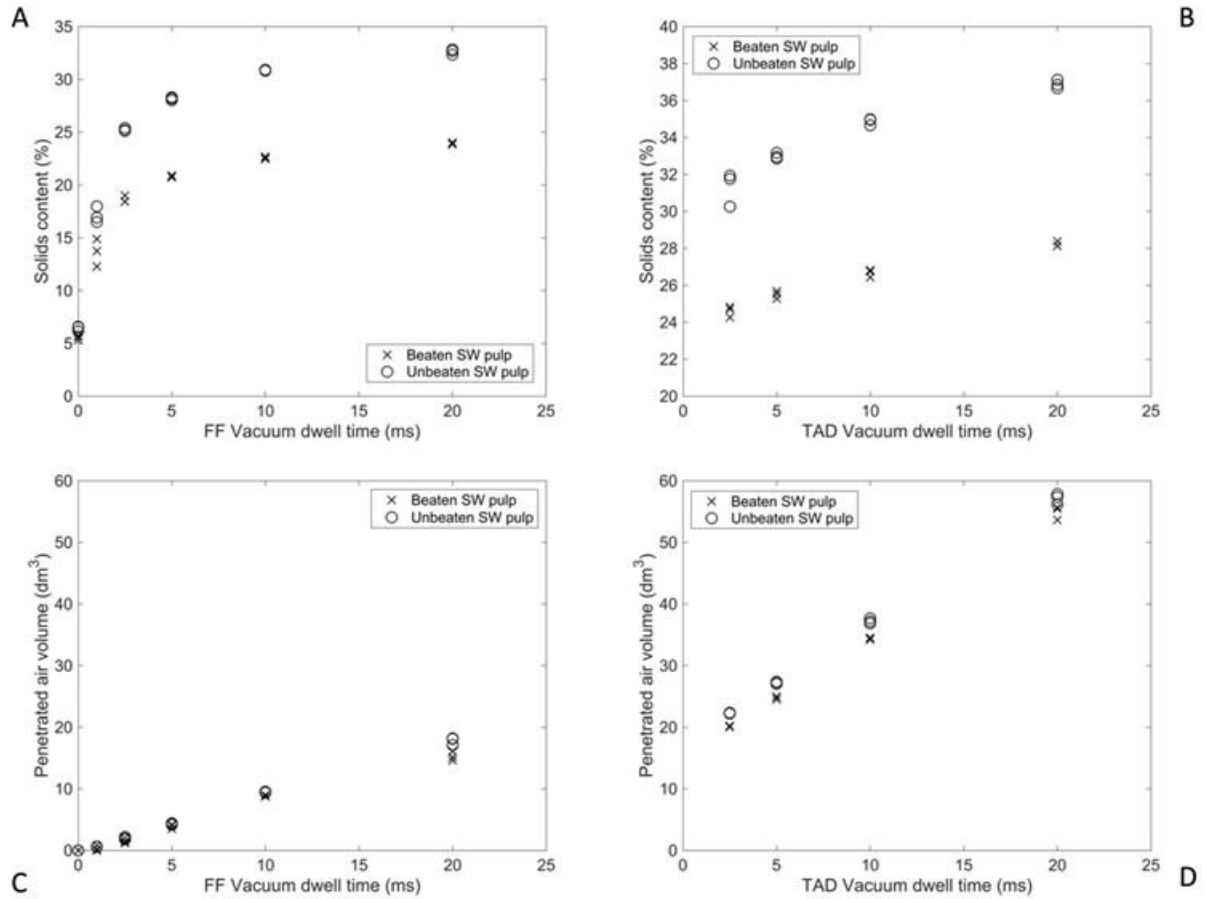 A
35
30
25
20
15
10
5
0
Solids content (%)
Beaten SW pulp
Unbeaten SW pulp
0 5 10 15 20 25
FF Vacuum dwell time (ms)
B
40
38
36
34
32
30
28
26
24
22
20
Solids content (%)
Beaten SW pulp
Unbeaten SW pulp
0 5 10 15 20 25
TAD Vacuum dwell time (ms)
C
60
50
40
30
20
10
0
Penetrated air volume (dm³)
Beaten SW pulp
Unbeaten SW pulp
0 5 10 15 20 25
FF Vacuum dwell time (ms)
D
60
50
40
30
20
10
0
Penetrated air volume (dm³)
Beaten SW pulp
Unbeaten SW pulp
0 5 10 15 20 25
TAD Vacuum dwell time (ms)